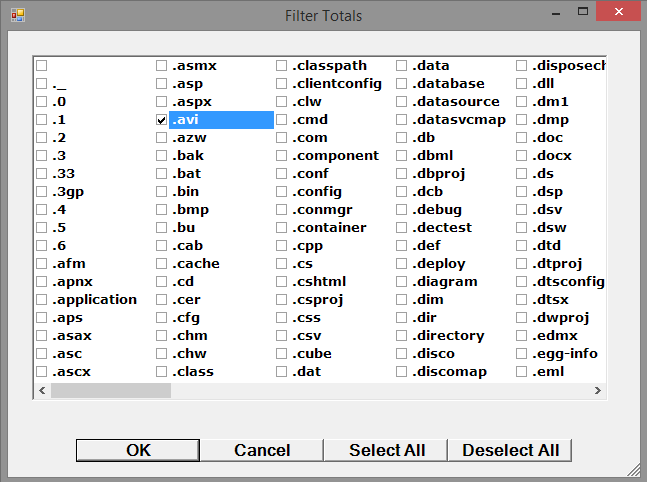 Filter Totals
._
.0
.1
.2
.3
.33
.3gp
.4
.5
.6
.afm
.apnx
.application
.aps
.asax
.asc
.ascx
.asmx
.asp
.aspx
.avi
.azw
.bak
.bat
.bin
.bmp
.bu
.cab
.cache
.cd
.cer
.cfg
.chm
.chw
.class
.classpath
.clientconfig
.clw
.cmd
.com
.component
.conf
.config
.conmgr
.container
.cpp
.cs
.cshtml
.csproj
.css
.csv
.cube
.dat
.data
.database
.datasource
.datasvcmap
.db
.dbml
.dbproj
.dcb
.debug
.dectest
.def
.deploy
.diagram
.dim
.dir
.directory
.disco
.discomap
.disposech
.dll
.dm1
.dmp
.doc
.docx
.ds
.dsp
.dsv
.dsw
.dtd
.dtproj
.dtsconfig
.dtsx
.dwproj
.edmx
.egg-info
.eml
OK
Cancel
Select All
Deselect All